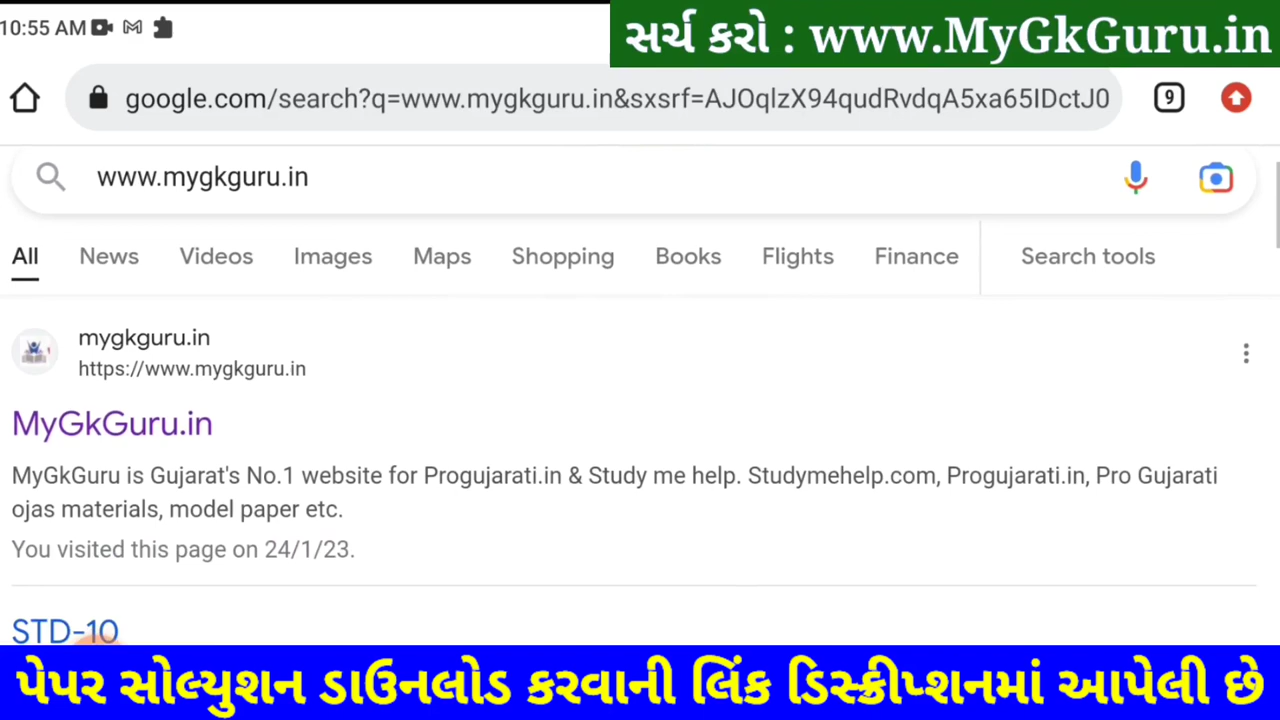 10:55 AM
સર્ચ કરો : www.MyGkGuru.in
google.com/search?q=www.mygkguru.in&sxsrf=AJOqlzX94qudRvdqA5xa65IDctJ0
9
www.mygkguru.in
All News Videos Images Maps Shopping Books Flights Finance Search tools
mygkguru.in
https://www.mygkguru.in
MyGkGuru.in
MyGkGuru is Gujarat's No.1 website for Progujarati.in & Study me help. Studymehelp.com, Progujarati.in, Pro Gujarati
ojas materials, model paper etc.
You visited this page on 24/1/23.
STD-10
પેપર સોલ્યુશન ડાઉનલોડ કરવાની લિંક ડિસ્ક્રીપ્શનમાં આપેલી છે